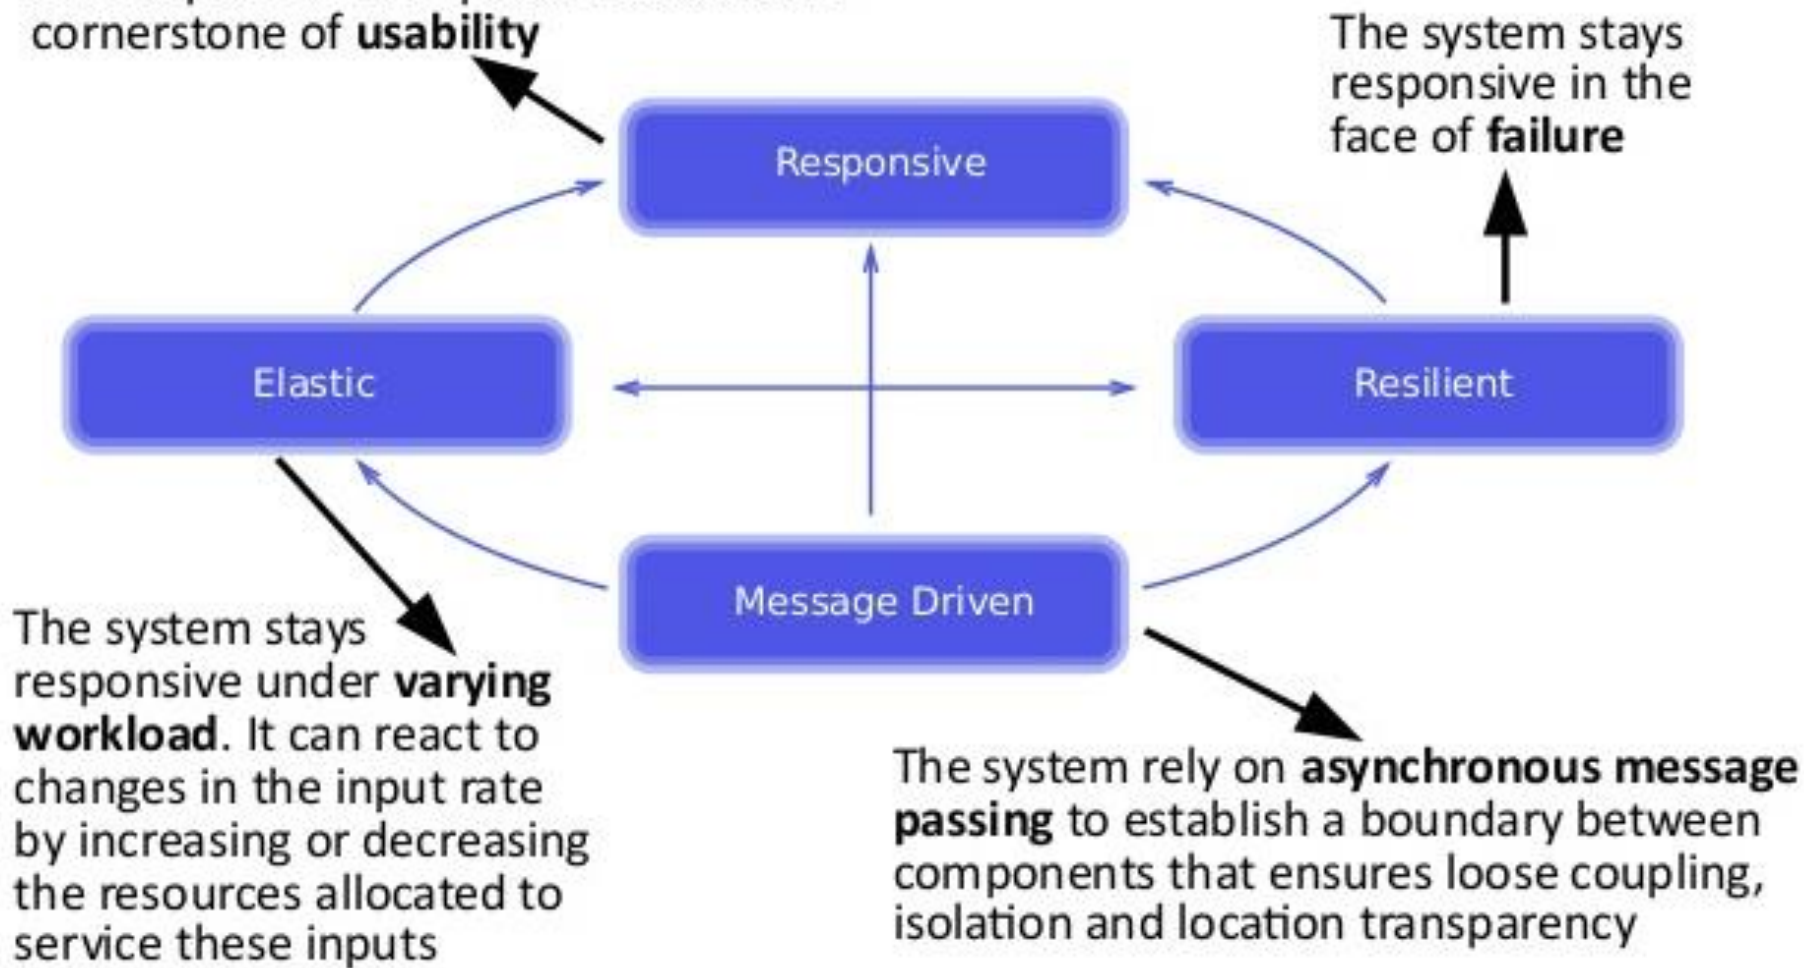 cornerstone of usability
The system stays
responsive in the
face of failure
Responsive
Elastic
Resilient
Message Driven
The system stays
responsive under varying
workload. It can react to
changes in the input rate
by increasing or decreasing
the resources allocated to
service these inputs
The system rely on asynchronous message
passing to establish a boundary between
components that ensures loose coupling,
isolation and location transparency